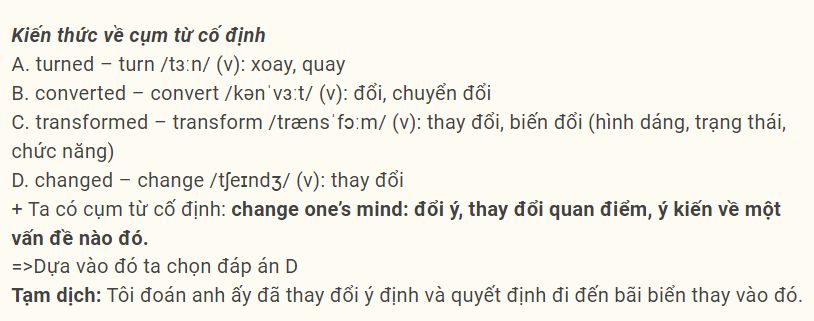 Kiến thức về cụm từ cố định
A. turned – turn /tɜːn/ (v): xoay, quay
B. converted – convert /kənˈvɜːt/ (v): đổi, chuyển đổi
C. transformed – transform /trænsˈfɔːm/ (v): thay đổi, biến đổi (hình dáng, trạng thái,
chức năng)
D. changed – change /tʃeɪndʒ/ (v): thay đổi
+ Ta có cụm từ cố định: change one’s mind: đổi ý, thay đổi quan điểm, ý kiến về một
vấn đề nào đó.
=>Dựa vào đó ta chọn đáp án D
Tạm dịch: Tôi đoán anh ấy đã thay đổi ý định và quyết định đi đến bãi biển thay vào đó.